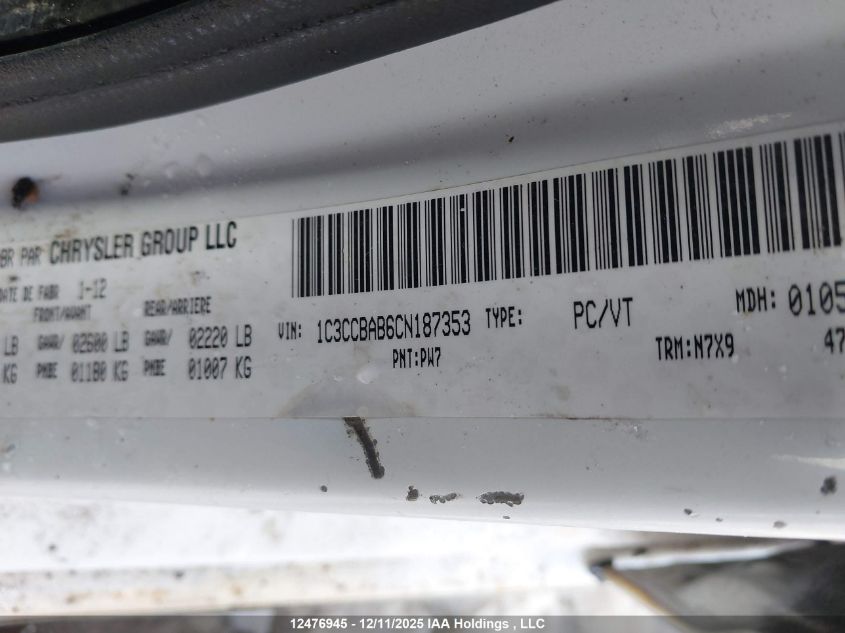 BR PAR CHRYSLER GROUP LLC
DATE DE FABR 1-12
FRONT/AVANT REAR/ARRIERE
LB GAWR/ 02600 LB GAWR/ 02220 LB
KG PNBE 01180 KG PNBE 01007 KG
VIN: 1C3CCBAB6CN187353 TYPE: PC/VT MDH: 0105
PNT:PW7 TRM:N7X9 47
12476945 - 12/11/2025 IAA Holdings , LLC